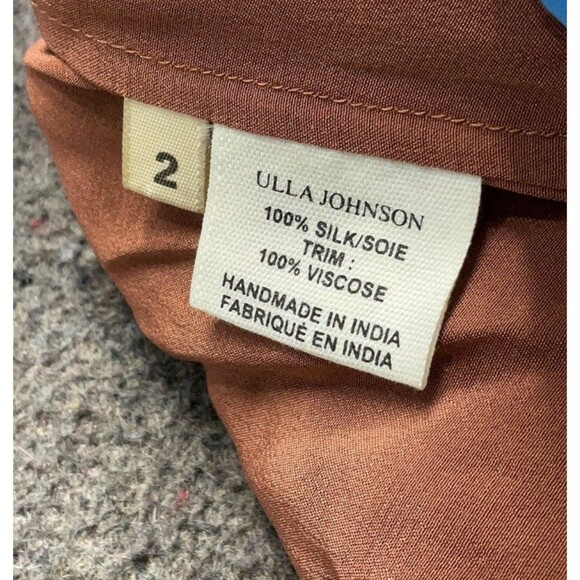 2
ULLA JOHNSON
100% SILK/SOIE
TRIM :
100% VISCOSE
HANDMADE IN INDIA
FABRIQUÉ EN INDIA